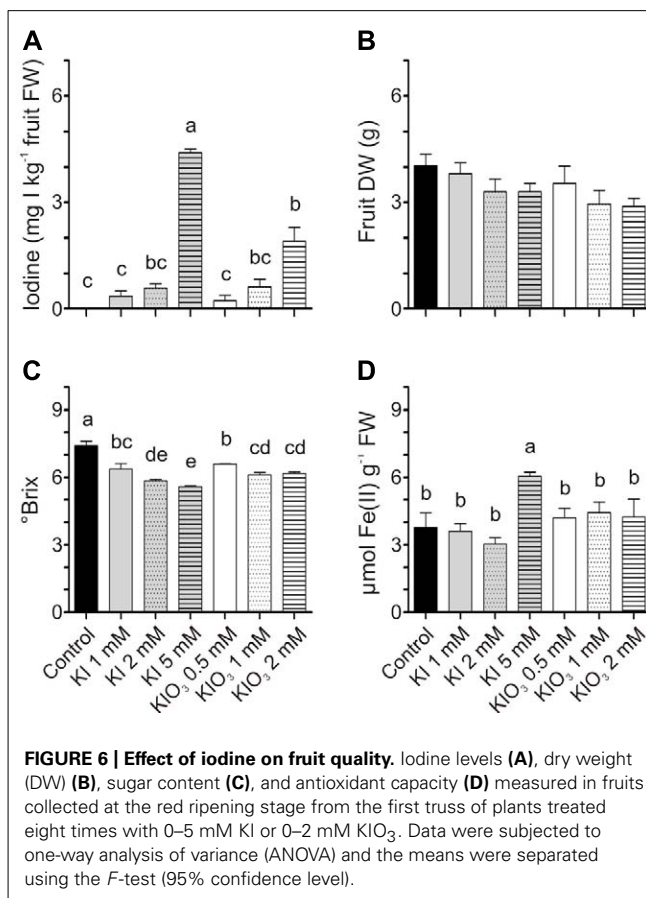 A
Iodine (mg I kg⁻¹ fruit FW)
6
3
0
c
c
bc
a
c
bc
b
B
Fruit DW (g)
6
3
0
C
°Brix
9
6
3
0
a
bc
de
e
b
cd
cd
Control
KI 1 mM
KI 2 mM
KI 5 mM
KIO₃ 0.5 mM
KIO₃ 1 mM
KIO₃ 2 mM
D
µmol Fe(II) g⁻¹ FW
9
6
3
0
b
b
b
a
b
b
b
Control
KI 1 mM
KI 2 mM
KI 5 mM
KIO₃ 0.5 mM
KIO₃ 1 mM
KIO₃ 2 mM
FIGURE 6 | Effect of iodine on fruit quality. Iodine levels (A), dry weight
(DW) (B), sugar content (C), and antioxidant capacity (D) measured in fruits
collected at the red ripening stage from the first truss of plants treated
eight times with 0–5 mM KI or 0–2 mM KIO₃. Data were subjected to
one-way analysis of variance (ANOVA) and the means were separated
using the F-test (95% confidence level).